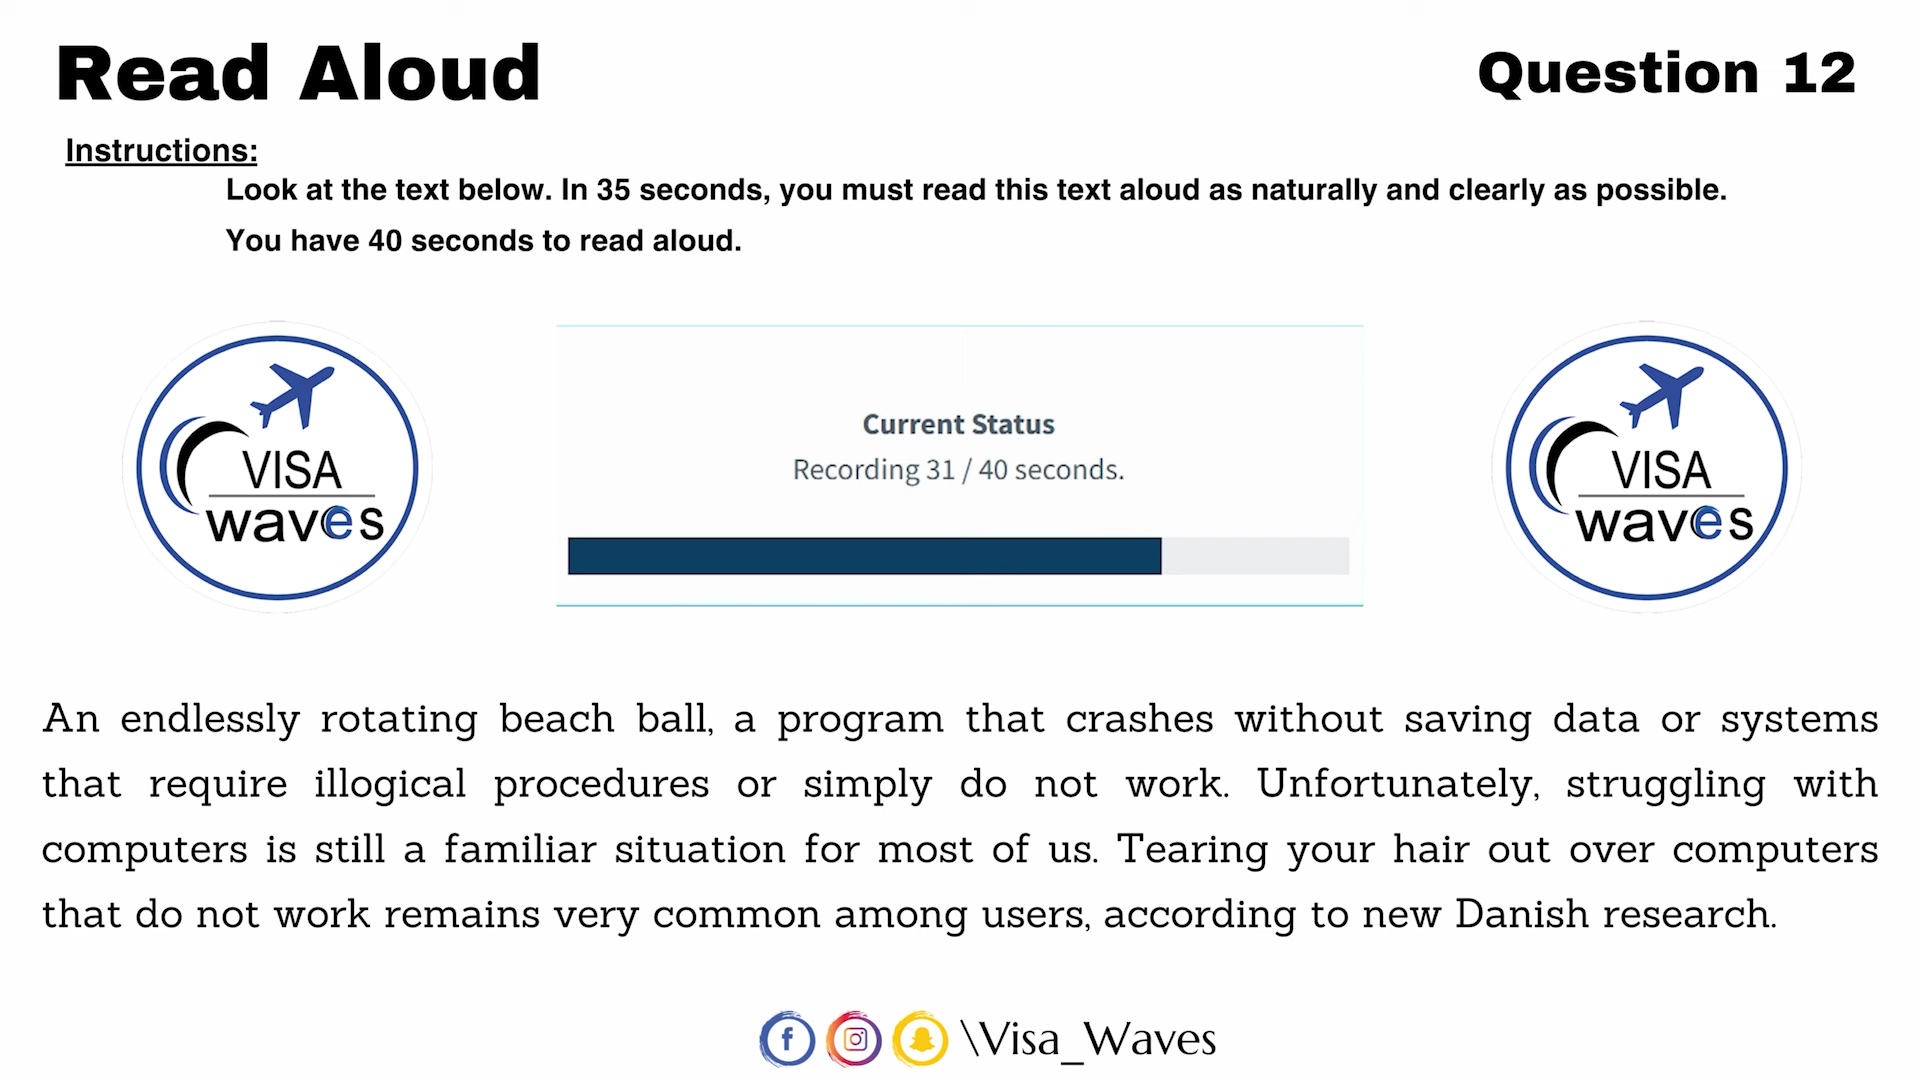 Read Aloud
Question 12
Instructions:
Look at the text below. In 35 seconds, you must read this text aloud as naturally and clearly as possible.
You have 40 seconds to read aloud.
VISA
waves
Current Status
Recording 31 / 40 seconds.
VISA
waves
An endlessly rotating beach ball, a program that crashes without saving data or systems
that require illogical procedures or simply do not work. Unfortunately, struggling with
computers is still a familiar situation for most of us. Tearing your hair out over computers
that do not work remains very common among users, according to new Danish research.
\Visa_Waves